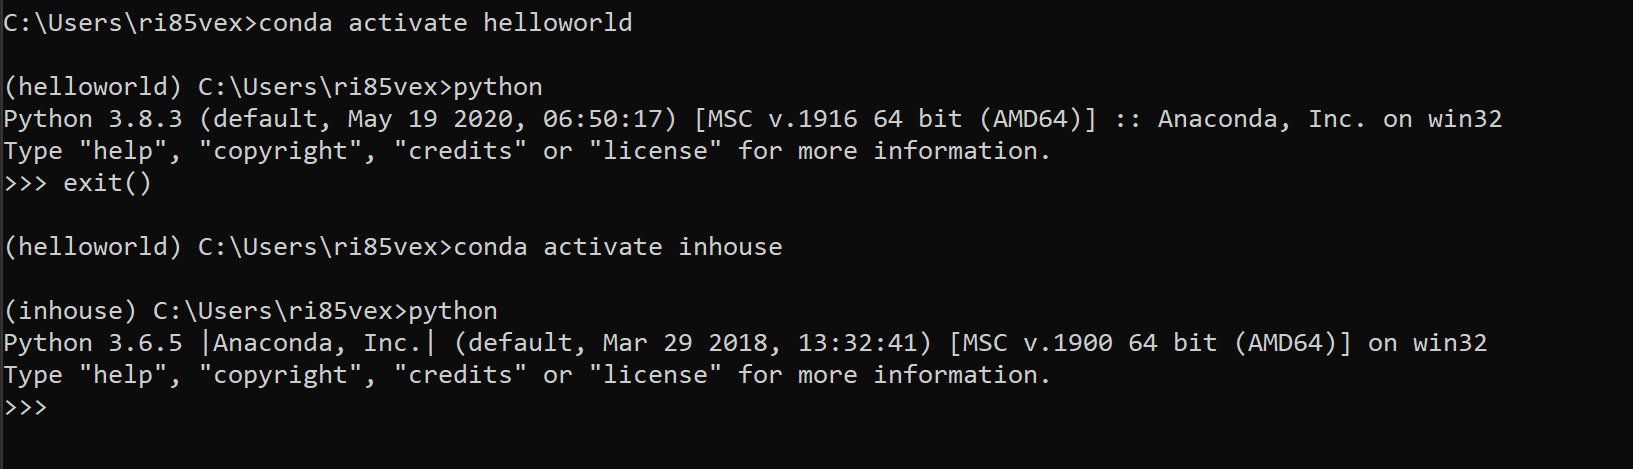 C:\Users\ri85vex>conda activate helloworld
(helloworld) C:\Users\ri85vex>python
Python 3.8.3 (default, May 19 2020, 06:50:17) [MSC v.1916 64 bit (AMD64)] :: Anaconda, Inc. on win32
Type "help", "copyright", "credits" or "license" for more information.
>>> exit()
(helloworld) C:\Users\ri85vex>conda activate inhouse
(inhouse) C:\Users\ri85vex>python
Python 3.6.5 |Anaconda, Inc.| (default, Mar 29 2018, 13:32:41) [MSC v.1900 64 bit (AMD64)] on win32
Type "help", "copyright", "credits" or "license" for more information.
>>>